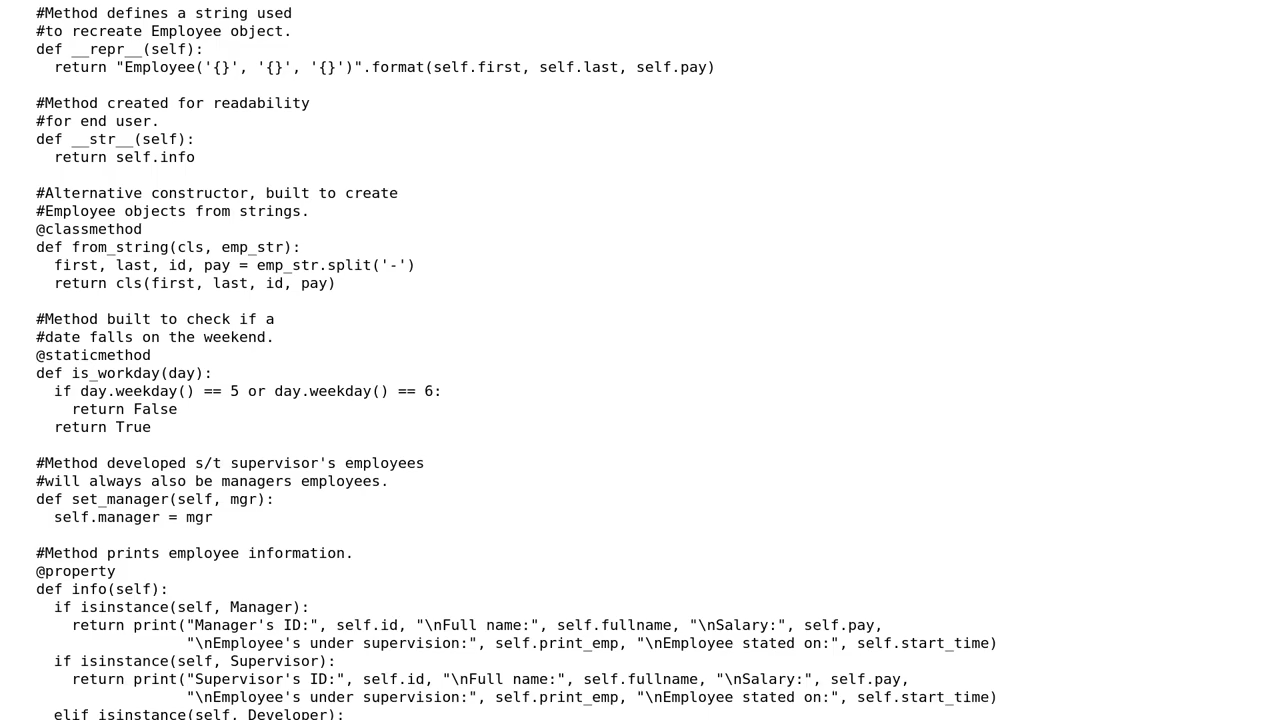 #Method defines a string used
#to recreate Employee object.
def __repr__(self):
  return "Employee('{}', '{}', '{}')".format(self.first, self.last, self.pay)

#Method created for readability
#for end user.
def __str__(self):
  return self.info

#Alternative constructor, built to create
#Employee objects from strings.
@classmethod
def from_string(cls, emp_str):
  first, last, id, pay = emp_str.split('-')
  return cls(first, last, id, pay)

#Method built to check if a
#date falls on the weekend.
@staticmethod
def is_workday(day):
  if day.weekday() == 5 or day.weekday() == 6:
    return False
  return True

#Method developed s/t supervisor's employees
#will always also be managers employees.
def set_manager(self, mgr):
  self.manager = mgr

#Method prints employee information.
@property
def info(self):
  if isinstance(self, Manager):
    return print("Manager's ID:", self.id, "\nFull name:", self.fullname, "\nSalary:", self.pay,
                 "\nEmployee's under supervision:", self.print_emp, "\nEmployee stated on:", self.start_time)
  if isinstance(self, Supervisor):
    return print("Supervisor's ID:", self.id, "\nFull name:", self.fullname, "\nSalary:", self.pay,
                 "\nEmployee's under supervision:", self.print_emp, "\nEmployee stated on:", self.start_time)
  elif isinstance(self, Developer):